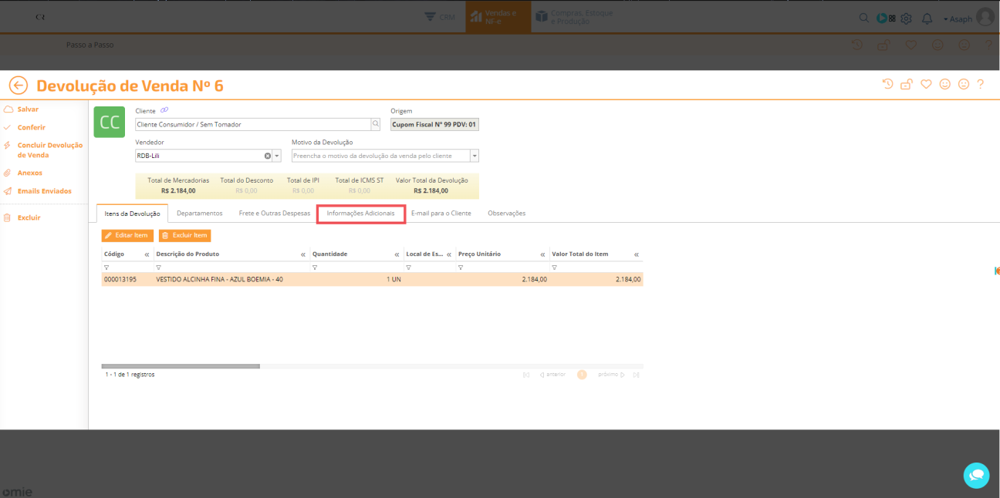 CR
CRM
Vendas e
NF-e
Compras, Estoque
e Produção
Asaph
Passo a Passo
Devolução de Venda Nº 6
Salvar
Conferir
Concluir Devolução
de Venda
Anexos
Emails Enviados
Excluir
CC
Cliente
Cliente Consumidor / Sem Tomador
Origem
Cupom Fiscal Nº 99 PDV: 01
Vendedor
RDB-Lili
Motivo da Devolução
Preencha o motivo da devolução da venda pelo cliente
Total de Mercadorias Total do Desconto Total de IPI Total de ICMS ST Valor Total da Devolução
R$ 2.184,00 R$ 0,00 R$ 0,00 R$ 0,00 R$ 2.184,00
Itens da Devolução Departamentos Frete e Outras Despesas Informações Adicionais E-mail para o Cliente Observações
Editar Item Excluir Item
Código « Descrição do Produto « Quantidade « Local de Es... « Preço Unitário « Valor Total do Item «
000013195 VESTIDO ALCINHA FINA - AZUL BOEMIA - 40 1 UN 2.184,00 2.184,00
1 - 1 de 1 registros
anterior 1 próximo
omie